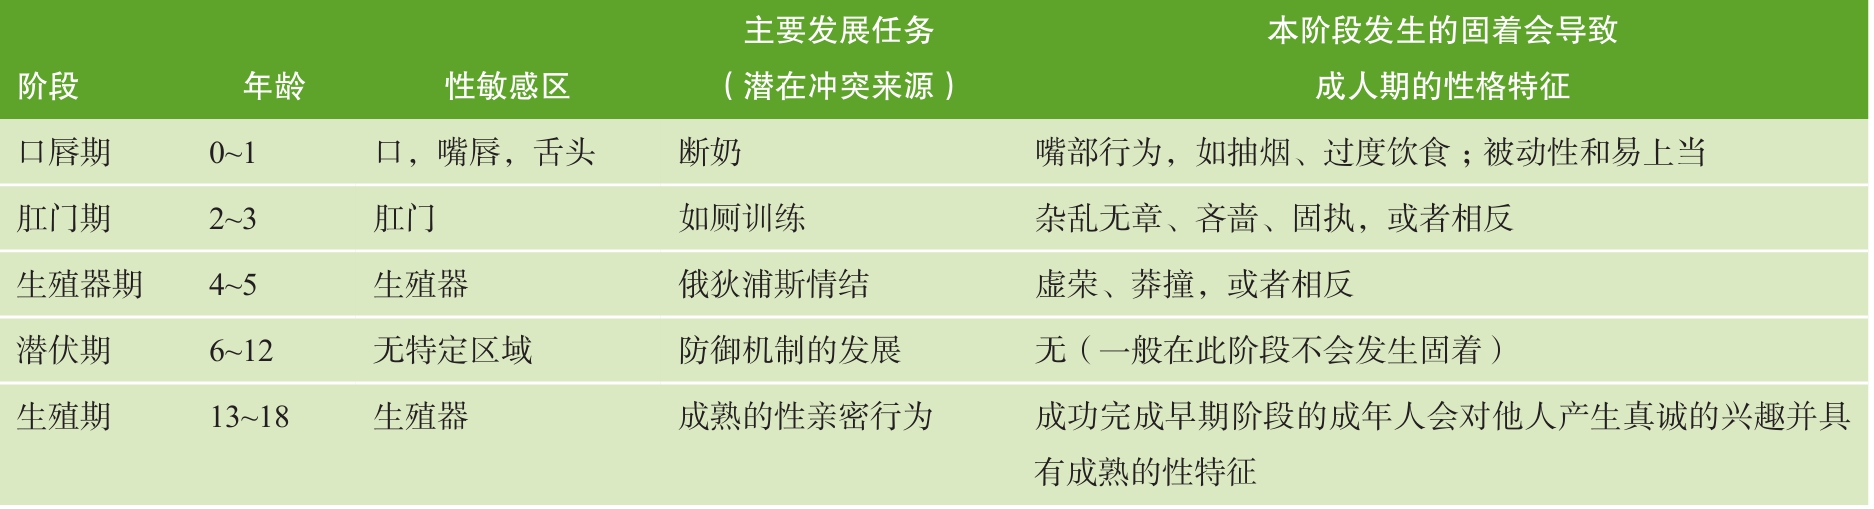 主要发展任务 本阶段发生的固着会导致
阶段 年龄 性敏感区 （潜在冲突来源） 成人期的性格特征
口唇期 0~1 口，嘴唇，舌头 断奶 嘴部行为，如抽烟、过度饮食；被动性和易上当
肛门期 2~3 肛门 如厕训练 杂乱无章、吝啬、固执，或者相反
生殖器期 4~5 生殖器 俄狄浦斯情结 虚荣、莽撞，或者相反
潜伏期 6~12 无特定区域 防御机制的发展 无（一般在此阶段不会发生固着）
生殖期 13~18 生殖器 成熟的性亲密行为 成功完成早期阶段的成年人会对他人产生真诚的兴趣并具
有成熟的性特征